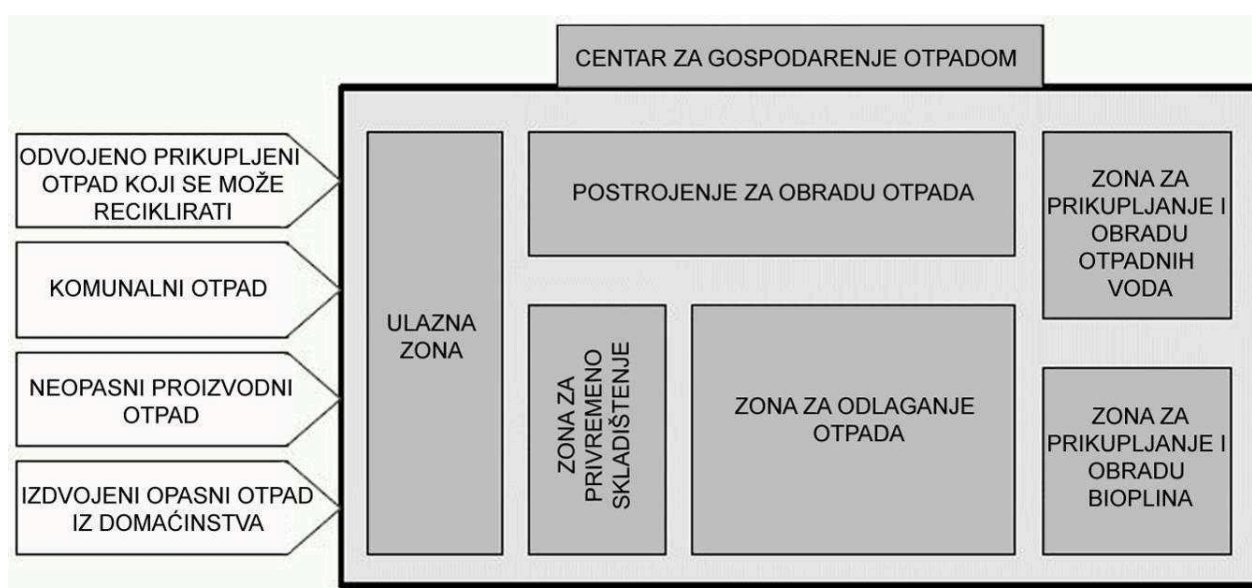 CENTAR ZA GOSPODARENJE OTPADOM
ODVOJENO PRIKUPLJENI
OTPAD KOJI SE MOŽE
RECIKLIRATI
KOMUNALNI OTPAD
NEOPASNI PROIZVODNI
OTPAD
IZDVOJENI OPASNI OTPAD
IZ DOMAĆINSTVA
ULAZNA
ZONA
POSTROJENJE ZA OBRADU OTPADA
ZONA ZA
PRIVREMENO
SKLADIŠTENJE
ZONA ZA ODLAGANJE
OTPADA
ZONA ZA
PRIKUPLJANJE I
OBRADU
OTPADNIH
VODA
ZONA ZA
PRIKUPLJANJE I
OBRADU
BIOPLINA